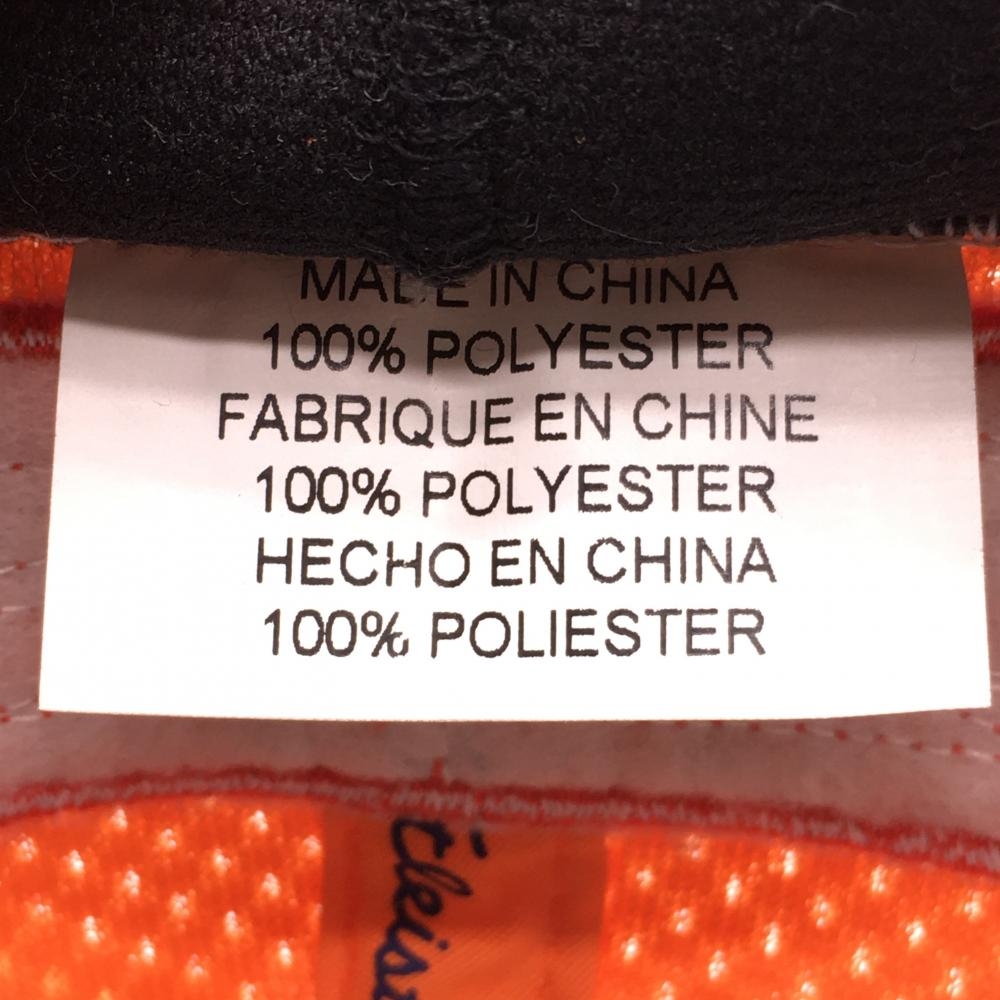 MADE IN CHINA
100% POLYESTER
FABRIQUE EN CHINE
100% POLYESTER
HECHO EN CHINA
100% POLIESTER